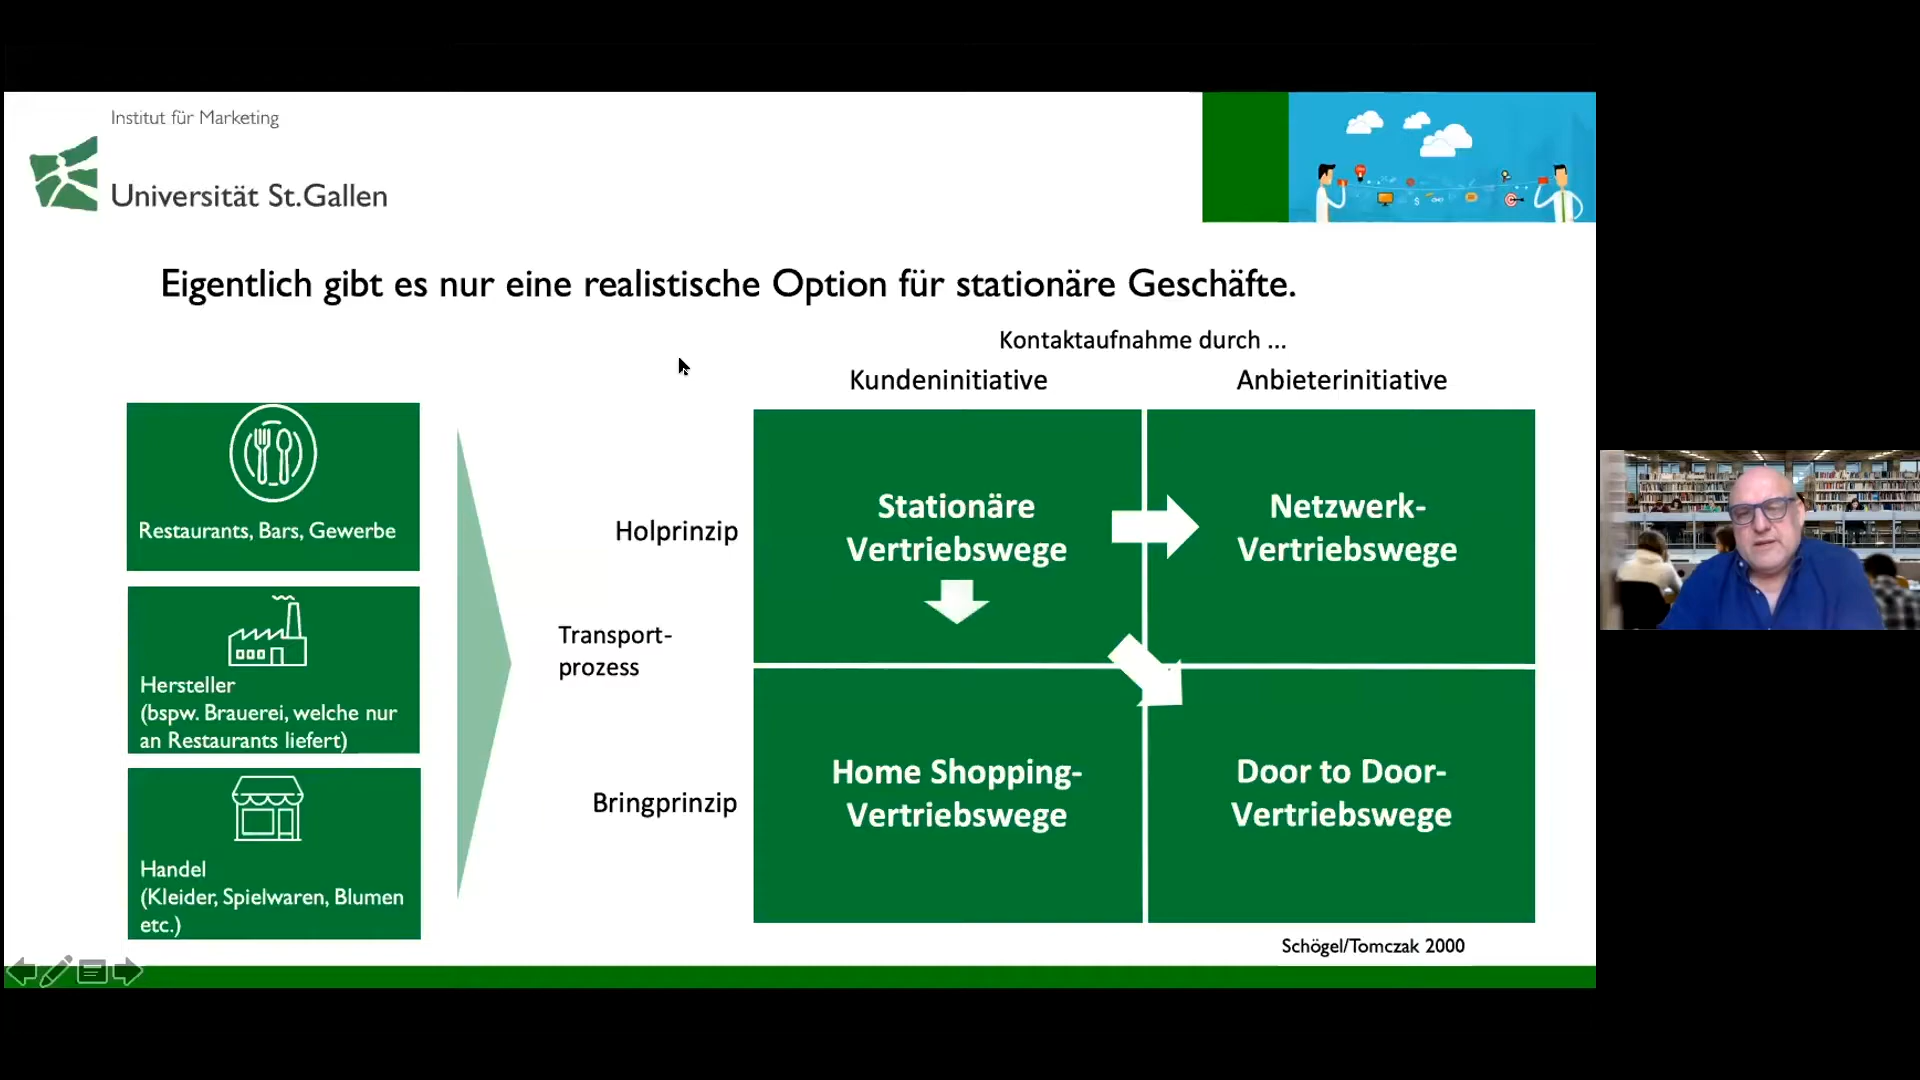 Institut für Marketing
Universität St.Gallen
Eigentlich gibt es nur eine realistische Option für stationäre Geschäfte.
Kontaktaufnahme durch ...
Kundeninitiative
Anbieterinitiative
Restaurants, Bars, Gewerbe
Hersteller
(bspw. Brauerei, welche nur
an Restaurants liefert)
Handel
(Kleider, Spielwaren, Blumen
etc.)
Holprinzip
Transport-
prozess
Bringprinzip
Stationäre
Vertriebswege
Netzwerk-
Vertriebswege
Home Shopping-
Vertriebswege
Door to Door-
Vertriebswege
Schögel/Tomczak 2000